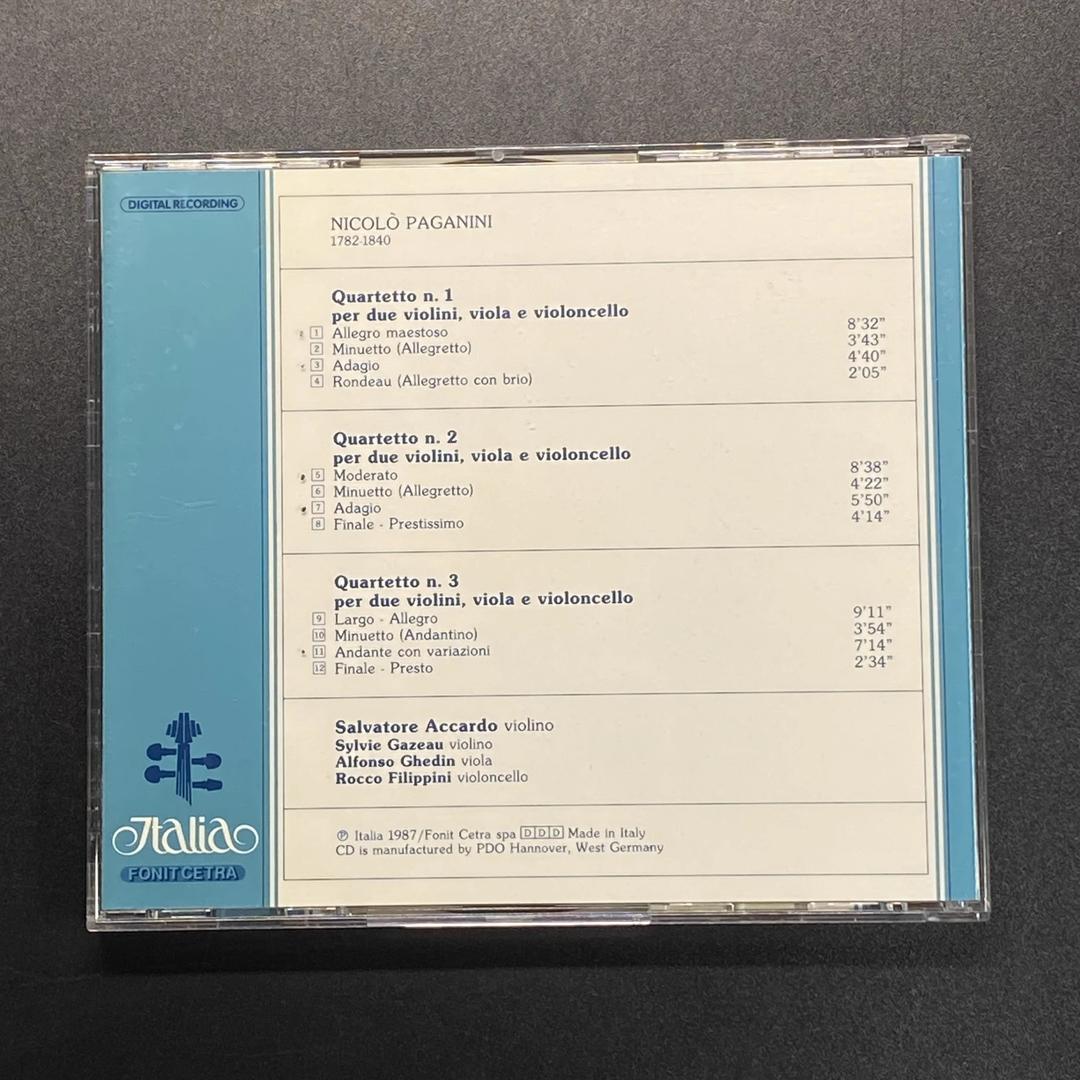 DIGITAL RECORDING
NICOLÒ PAGANINI
1782-1840
Quartetto n. 1
per due violini, viola e violoncello
1 Allegro maestoso 8'32”
2 Minuetto (Allegretto) 3'43”
3 Adagio 4'40”
4 Rondeau (Allegretto con brio) 2'05”
Quartetto n. 2
per due violini, viola e violoncello
5 Moderato 8'38”
6 Minuetto (Allegretto) 4'22”
7 Adagio 5'50”
8 Finale - Prestissimo 4'14”
Quartetto n. 3
per due violini, viola e violoncello
9 Largo - Allegro 9'11”
10 Minuetto (Andantino) 3'54”
11 Andante con variazioni 7'14”
12 Finale - Presto 2'34”
Salvatore Accardo violino
Sylvie Gazeau violino
Alfonso Ghedin viola
Rocco Filippini violoncello
℗ Italia 1987/Fonit Cetra spa DDD Made in Italy
CD is manufactured by PDO Hannover, West Germany
Italia
FONIT CETRA